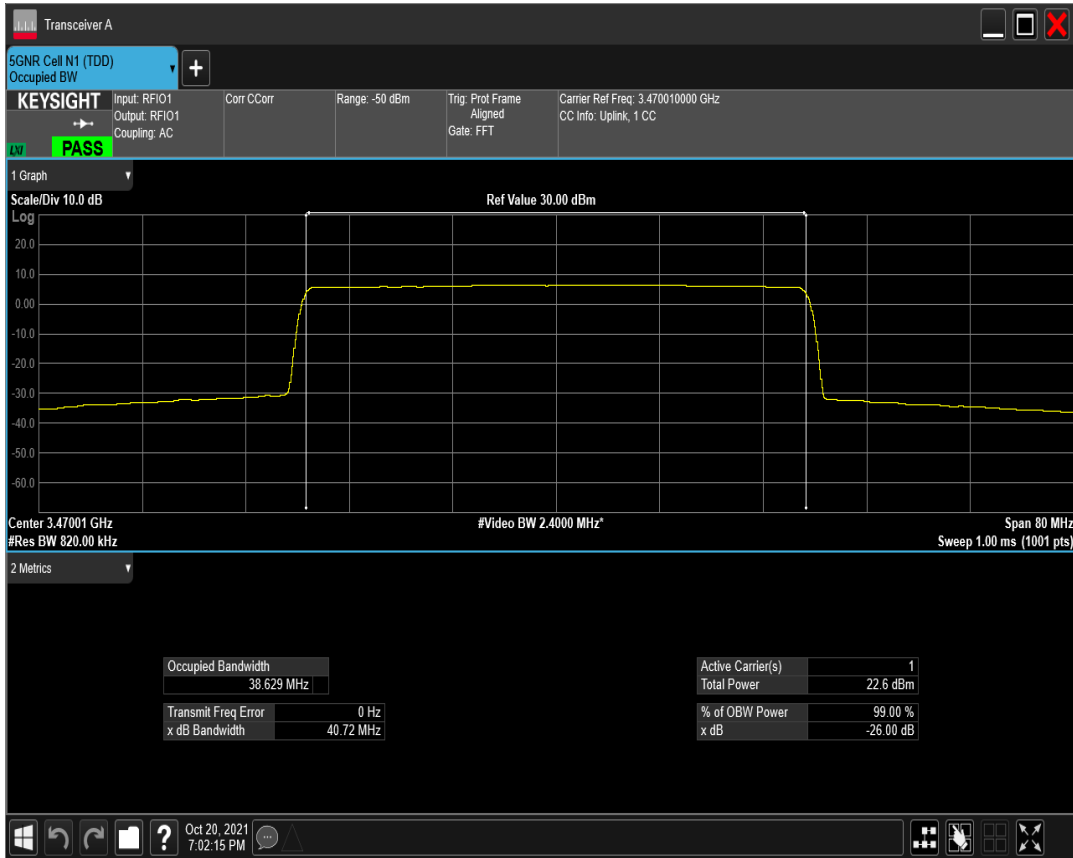 Transceiver A
5GNR Cell N1 (TDD)
Occupied BW
+
KEYSIGHT
LXI
PASS
Input: RFIO1
Output: RFIO1
Coupling: AC
Corr CCorr
Range: -50 dBm
Trig: Prot Frame
Aligned
Gate: FFT
Carrier Ref Freq: 3.470010000 GHz
CC Info: Uplink, 1 CC
1 Graph
Scale/Div 10.0 dB
Ref Value 30.00 dBm
Log
20.0
10.0
0.00
-10.0
-20.0
-30.0
-40.0
-50.0
-60.0
Center 3.47001 GHz
#Video BW 2.4000 MHz*
Span 80 MHz
#Res BW 820.00 kHz
Sweep 1.00 ms (1001 pts)
2 Metrics
Occupied Bandwidth
38.629 MHz
Transmit Freq Error 0 Hz
x dB Bandwidth 40.72 MHz
Active Carrier(s) 1
Total Power 22.6 dBm
% of OBW Power 99.00 %
x dB -26.00 dB
?
Oct 20, 2021
7:02:15 PM